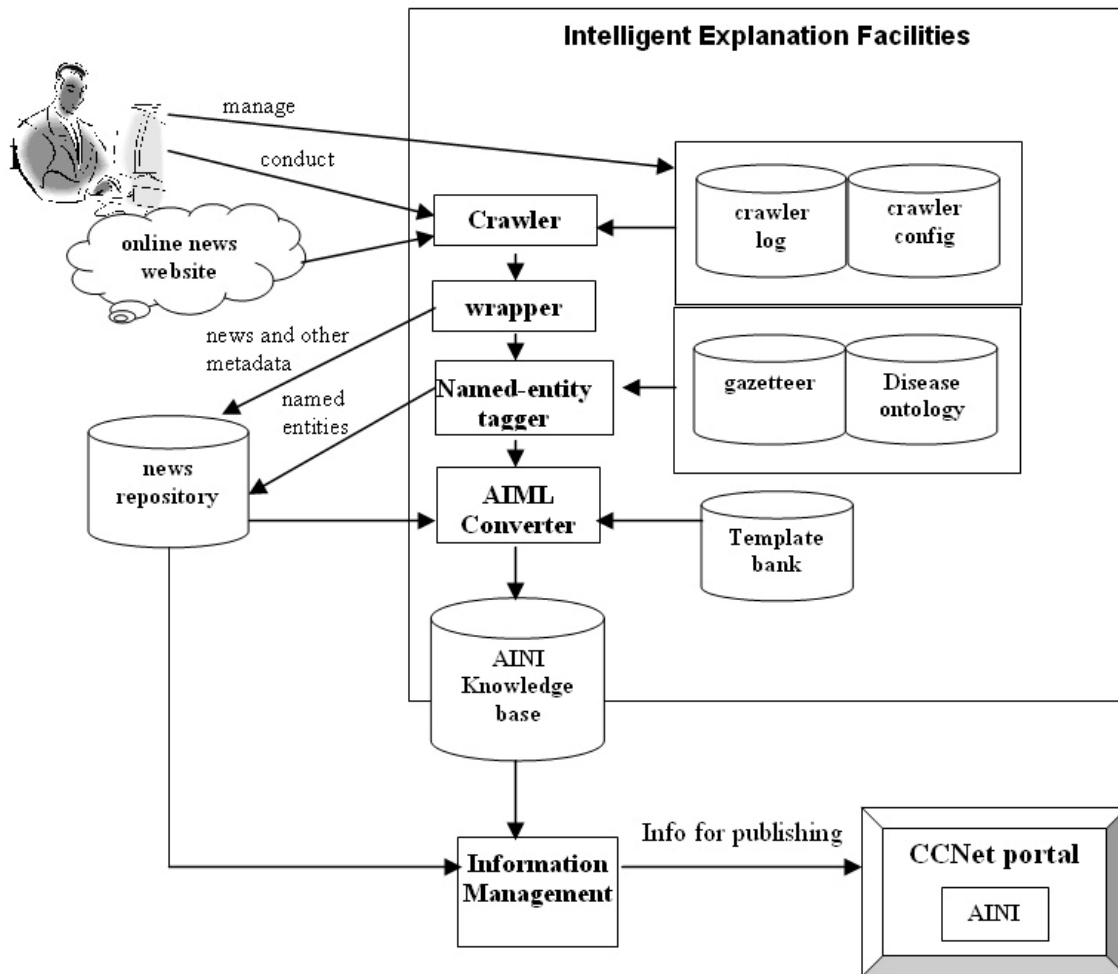 Intelligent Explanation Facilities
manage
conduct
crawler
log
crawler
config
Crawler
online news
website
wrapper
news and other
metadata
gazetteer
Disease
ontology
Named-entity
tagger
named
entities
news
repository
AIML
Converter
Template
bank
AINI
Knowledge
base
Info for publishing
Information
Management
CCNet portal
AINI